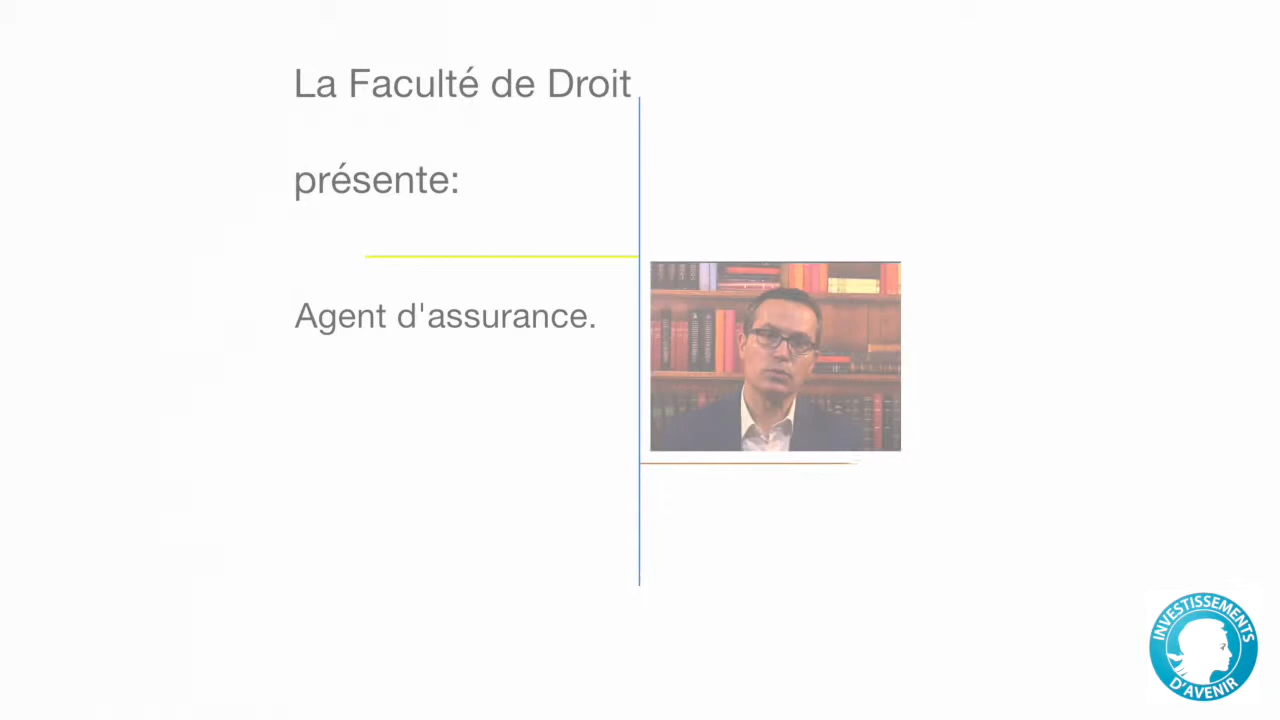 La Faculté de Droit
présente:
Agent d'assurance.
INVESTISSEMENTS
D'AVENIR